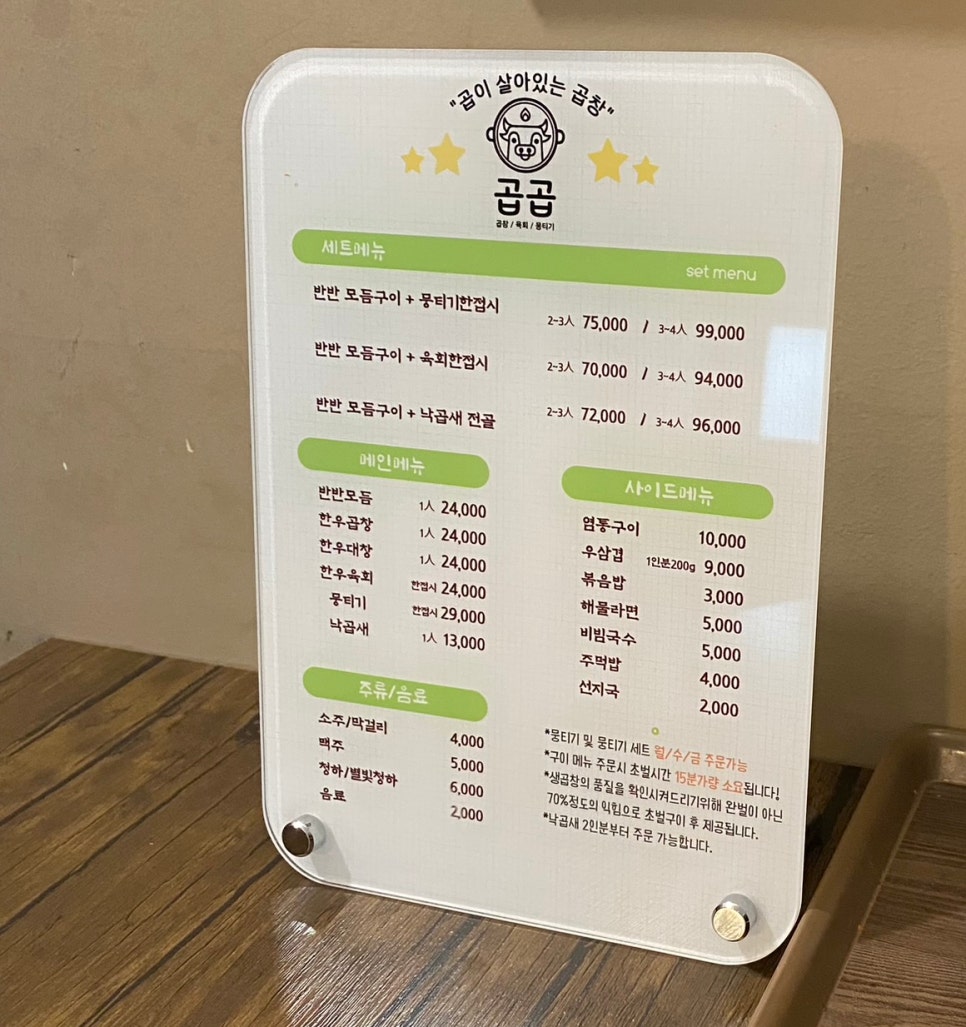 "곱이 살아있는 곱창"
곱곱
곱창 / 육회 / 뭉티기
세트메뉴 set menu
반반 모듬구이 + 뭉티기한접시 2~3人 75,000 / 3~4人 99,000
반반 모듬구이 + 육회한접시 2~3人 70,000 / 3~4人 94,000
반반 모듬구이 + 낙곱새 전골 2~3人 72,000 / 3~4人 96,000
메인메뉴
반반모듬 1人 24,000
한우곱창 1人 24,000
한우대창 1人 24,000
한우육회 한접시 24,000
뭉티기 한접시 29,000
낙곱새 1人 13,000
주류/음료
소주/막걸리 4,000
맥주 5,000
청하/별빛청하 6,000
음료 2,000
사이드메뉴
염통구이 10,000
우삼겹 1인분200g 9,000
볶음밥 3,000
해물라면 5,000
비빔국수 5,000
주먹밥 4,000
선지국 2,000
*뭉티기 및 뭉티기 세트 월/수/금 주문가능
*구이 메뉴 주문시 초벌시간 15분가량 소요됩니다!
*생곱창의 품질을 확인시켜드리기위해 완벌이 아닌
70%정도의 익힘으로 초벌구이 후 제공됩니다.
*낙곱새 2인분부터 주문 가능합니다.